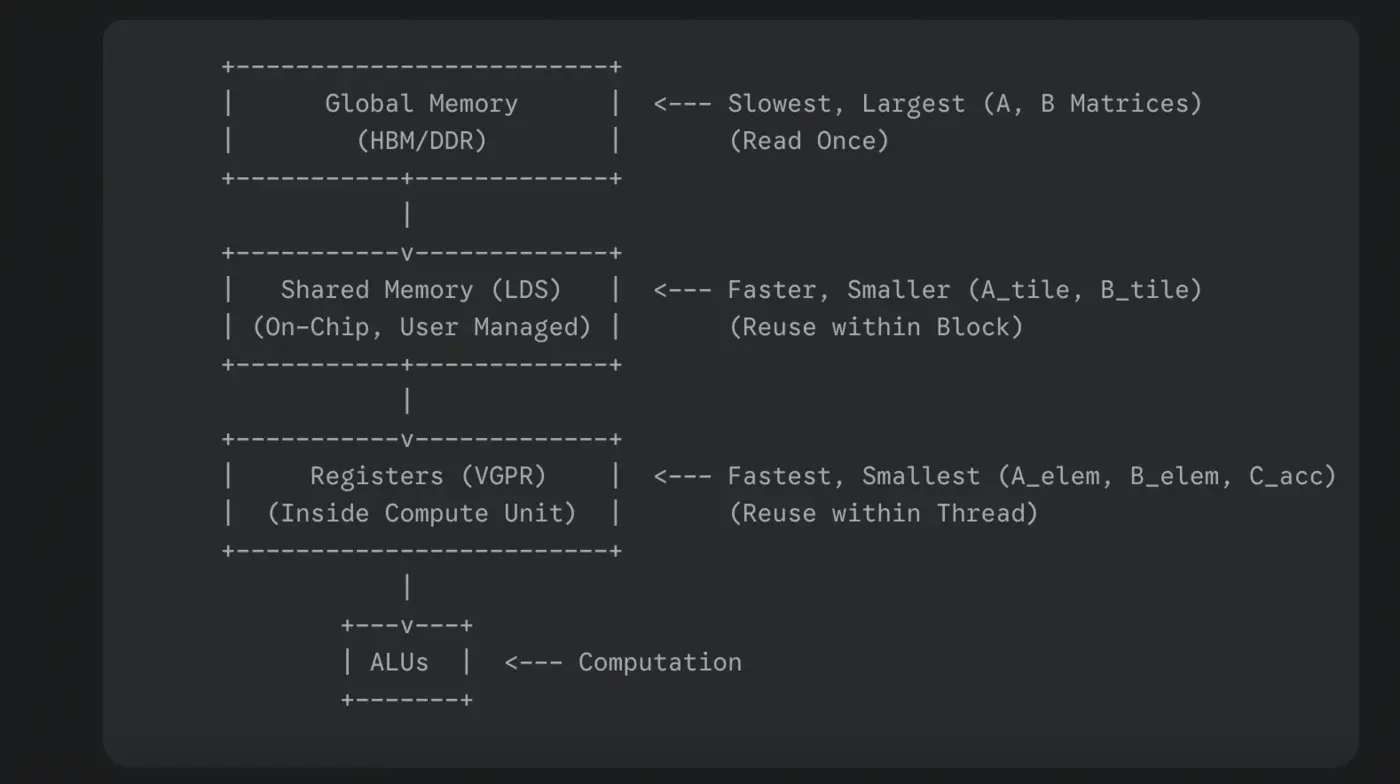 +-------------------------+
|      Global Memory      |  <--- Slowest, Largest (A, B Matrices)
|        (HBM/DDR)        |       (Read Once)
+-----------+-------------+
            |
+-----------v-------------+
|   Shared Memory (LDS)   |  <--- Faster, Smaller (A_tile, B_tile)
| (On-Chip, User Managed) |       (Reuse within Block)
+-----------+-------------+
            |
+-----------v-------------+
|     Registers (VGPR)    |  <--- Fastest, Smallest (A_elem, B_elem, C_acc)
|  (Inside Compute Unit)  |       (Reuse within Thread)
+-------------------------+
            |
        +---v---+
        | ALUs  |  <--- Computation
        +-------+